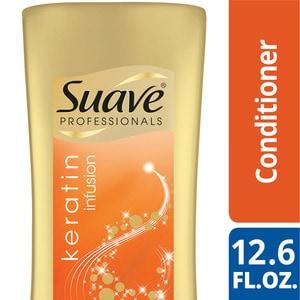 Suave
PROFESSIONALS
keratin
infusion
Conditioner
12.6
FL.OZ.